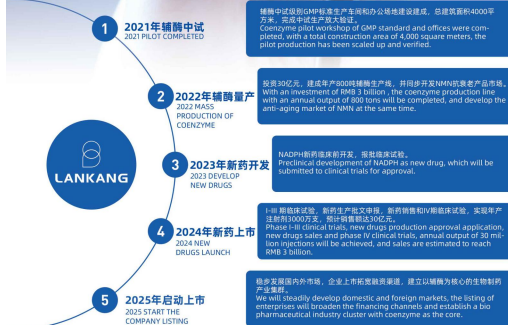 LANKANG
1
2021年辅酶中试
2021 PILOT COMPLETED
辅酶中试级别GMP标准生产车间和办公场地建设建成，总建筑面积4000平
方米，完成中试生产放大验证。
Coenzyme pilot workshop of GMP standard and offices were com-
pleted, with a total construction area of 4,000 square meters, the
pilot production has been scaled up and verified.
2
2022年辅酶量产
2022 MASS
PRODUCTION OF
COENZYME
投资30亿元，建成年产800吨辅酶生产线，并同步开发NMN抗衰老产品市场。
With an investment of RMB 3 billion , the coenzyme production line
with an annual output of 800 tons will be completed, and develop the
anti-aging market of NMN at the same time.
3
2023年新药开发
2023 DEVELOP
NEW DRUGS
NADPH新药临床前开发，报批临床试验。
Preclinical development of NADPH as new drug, which will be
submitted to clinical trials for approval.
4
2024年新药上市
2024 NEW
DRUGS LAUNCH
I-III 期临床试验，新药生产批文申报，新药销售和IV期临床试验，实现年产
注射剂3000万支，预计销售额达30亿元。
Phase I-III clinical trials, new drugs production approval application,
new drugs sales and phase IV clinical trials, annual output of 30 mil-
lion injections will be achieved, and sales are estimated to reach
RMB 3 billion.
5
2025年启动上市
2025 START THE
COMPANY LISTING
稳步发展国内外市场，企业上市拓宽融资渠道，建立以辅酶为核心的生物制药
产业集群。
We will steadily develop domestic and foreign markets, the listing of
enterprises will broaden the financing channels and establish a bio
pharmaceutical industry cluster with coenzyme as the core.